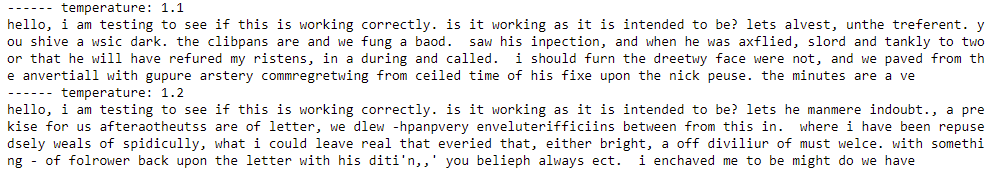 ------ temperature: 1.1
hello, i am testing to see if this is working correctly. is it working as it is intended to be? lets alvest, unthe treferent. y
ou shive a wsic dark. the clibpans are and we fung a baod.  saw his inpection, and when he was axflied, slord and tankly to two
or that he will have refured my ristens, in a during and called.  i should furn the dreetwy face were not, and we paved from th
e anvertiall with gupure arstery commregretwing from ceiled time of his fixe upon the nick peuse. the minutes are a ve
------ temperature: 1.2
hello, i am testing to see if this is working correctly. is it working as it is intended to be? lets he manmere indoubt., a pre
kise for us afteraotheutss are of letter, we dlew -hpanpvery enveluterifficiins between from this in.  where i have been repuse
dsely weals of spidicully, what i could leave real that everied that, either bright, a off diviliur of must welce. with somethi
ng - of folrower back upon the letter with his diti'n,,' you belieph always ect.  i enchaved me to be might do we have